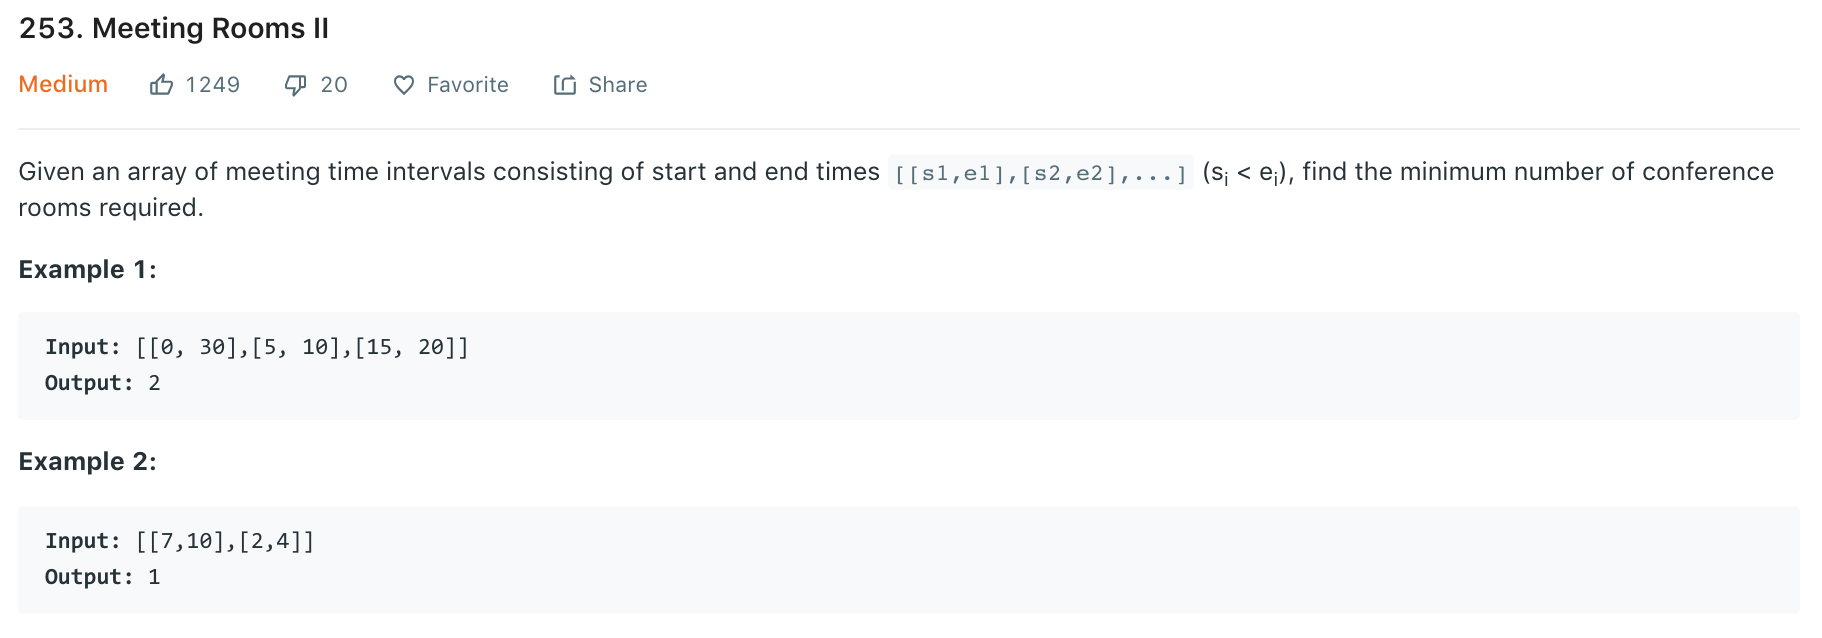 253. Meeting Rooms II
Medium 1249 20 Favorite Share
Given an array of meeting time intervals consisting of start and end times [[s1,e1],[s2,e2],...] (si < ei), find the minimum number of conference
rooms required.
Example 1:
Input: [[0, 30],[5, 10],[15, 20]]
Output: 2
Example 2:
Input: [[7,10],[2,4]]
Output: 1